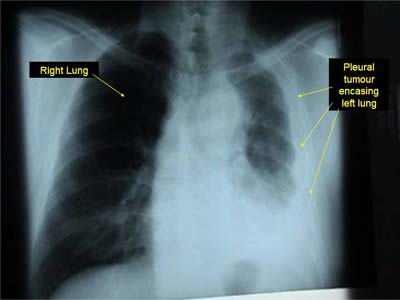 Right Lung
Pleural
tumour
encasing
left lung